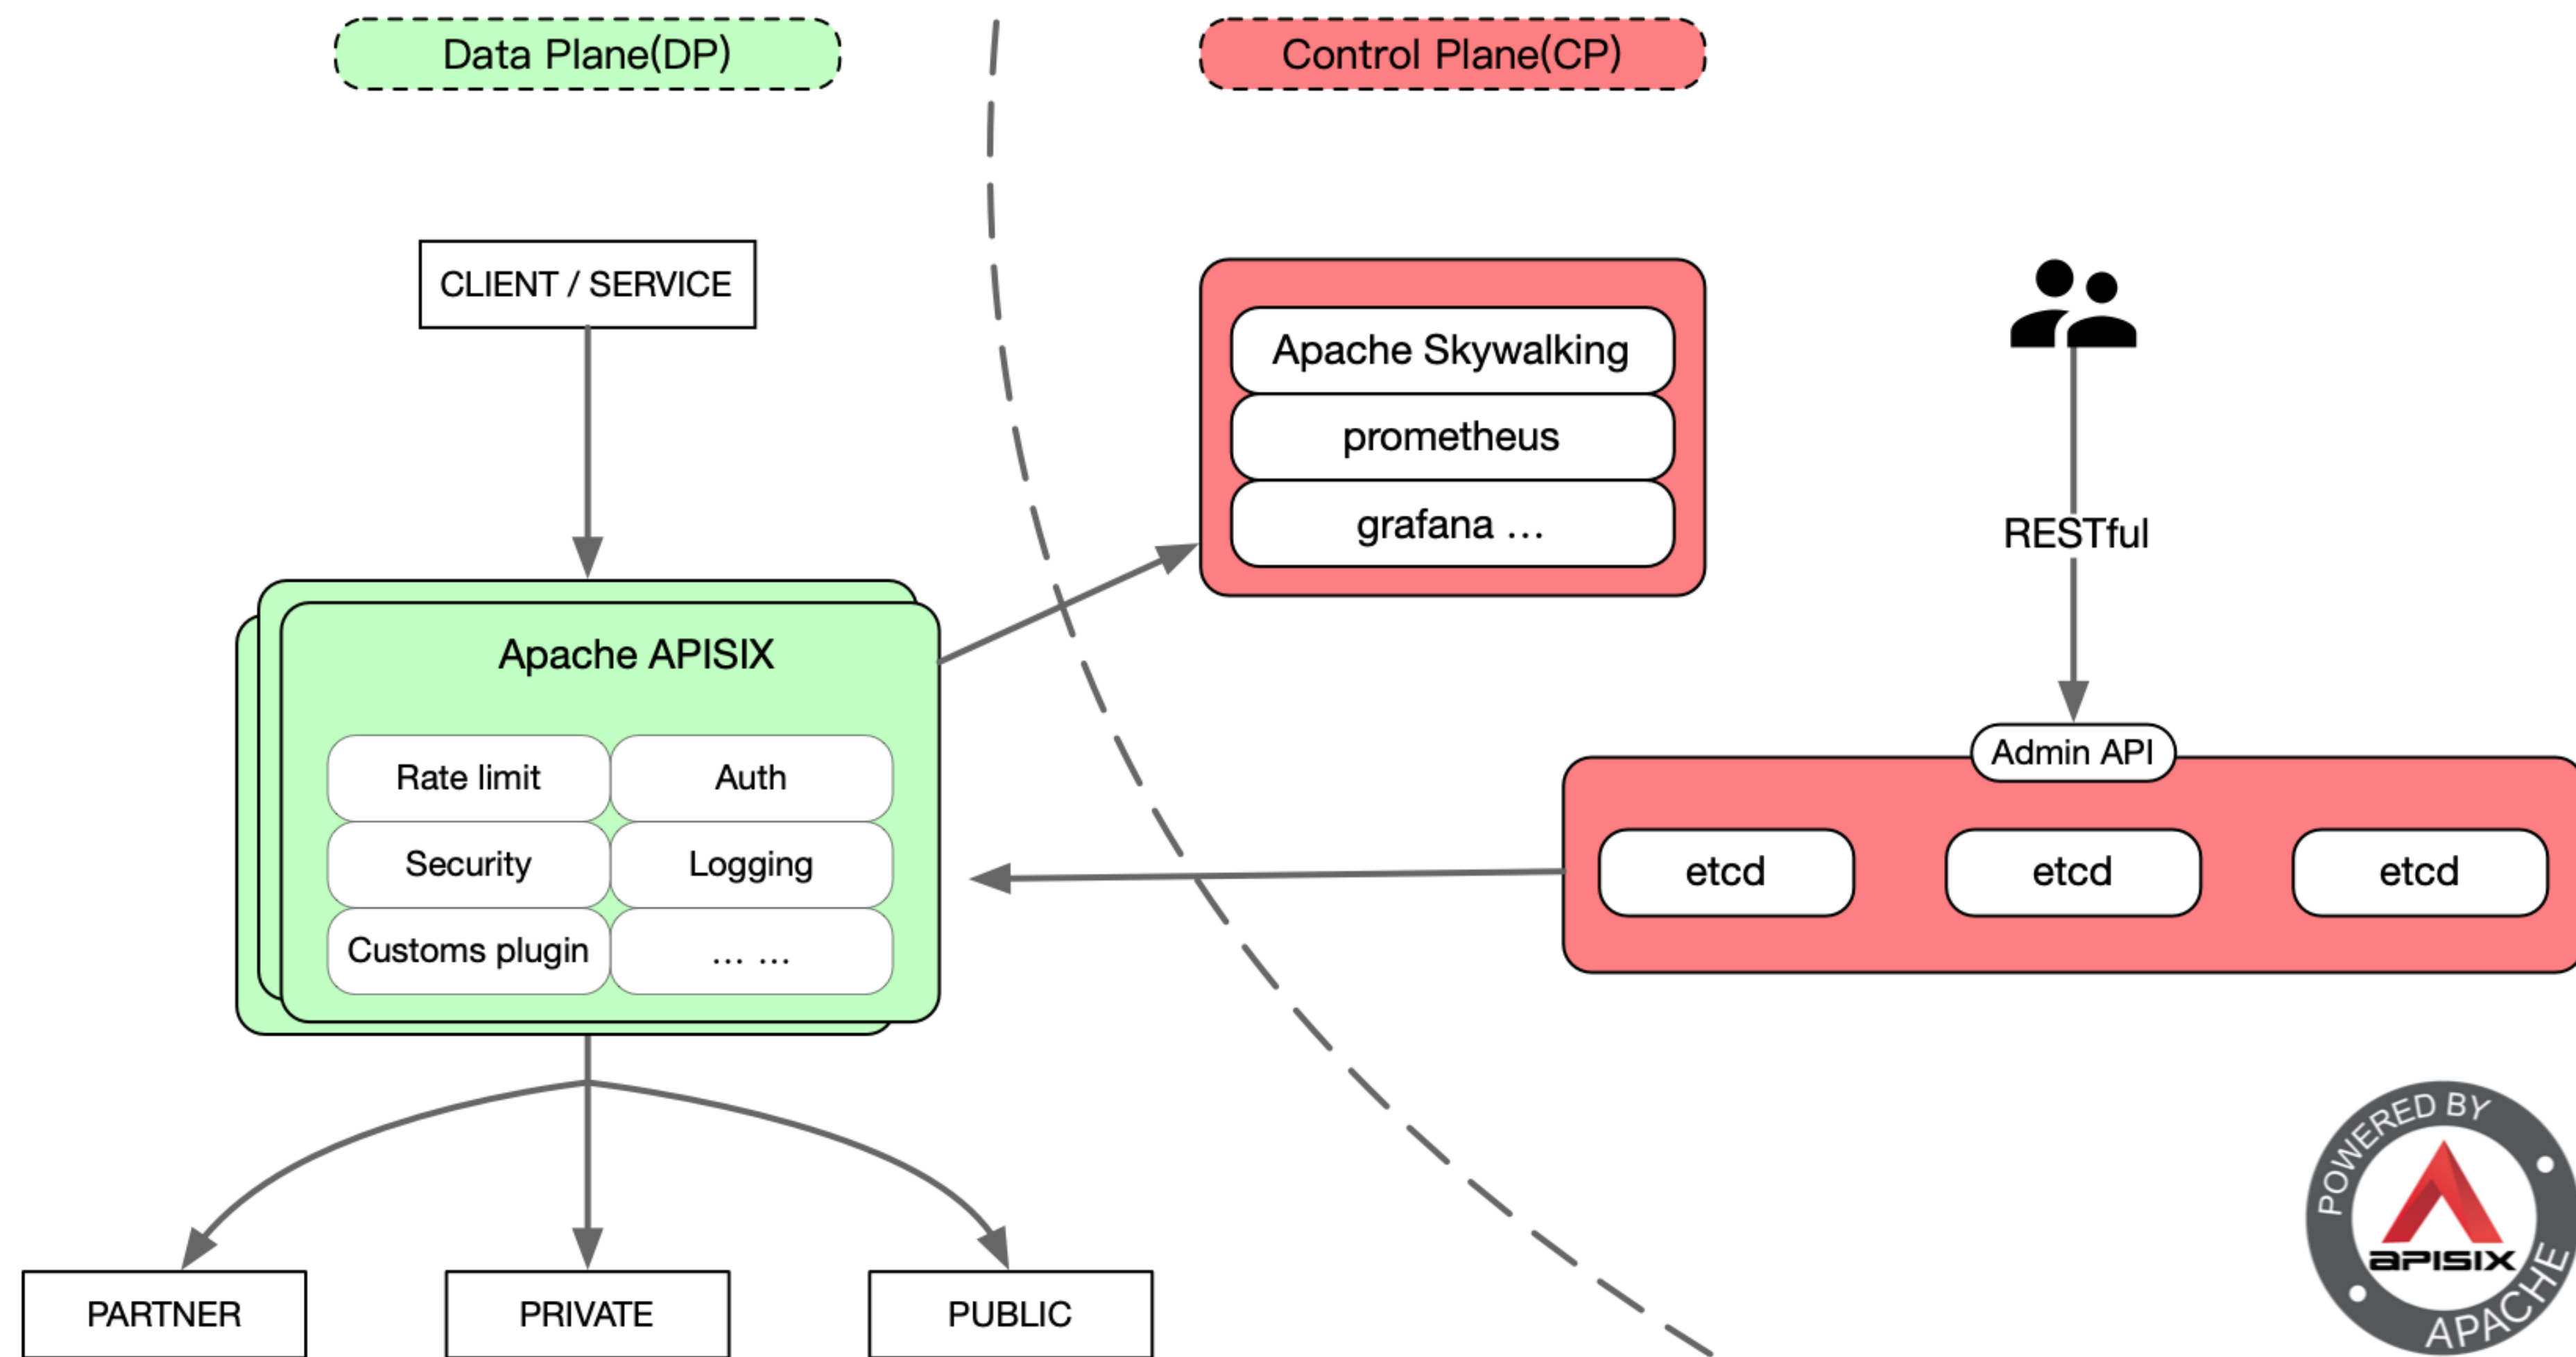 Data Plane(DP)
Control Plane(CP)
CLIENT / SERVICE
Apache Skywalking
prometheus
grafana ...
RESTful
Apache APISIX
Rate limit
Auth
Security
Logging
Customs plugin
... ...
Admin API
etcd
etcd
etcd
PARTNER
PRIVATE
PUBLIC
POWERED BY
APISIX
APACHE